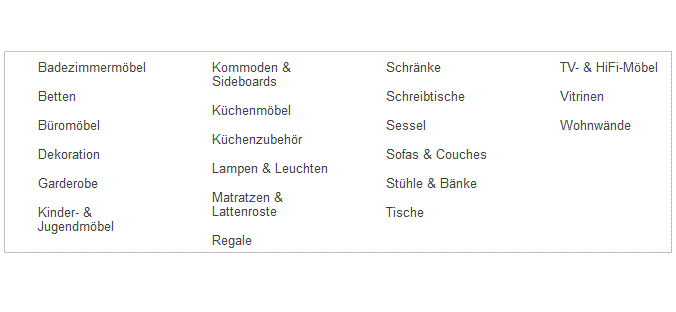 Badezimmermöbel
Betten
Büromöbel
Dekoration
Garderobe
Kinder- &
Jugendmöbel
Kommoden &
Sideboards
Küchenmöbel
Küchenzubehör
Lampen & Leuchten
Matratzen &
Lattenroste
Regale
Schränke
Schreibtische
Sessel
Sofas & Couches
Stühle & Bänke
Tische
TV- & HiFi-Möbel
Vitrinen
Wohnwände